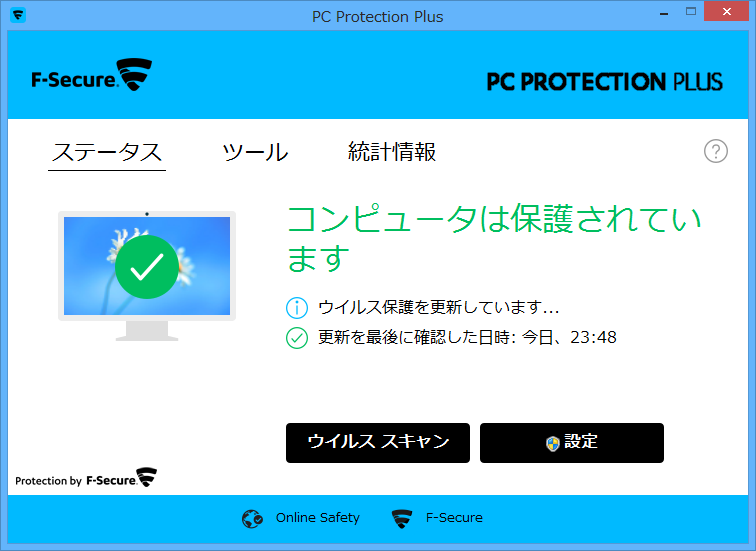 PC Protection Plus
F-Secure.
PC PROTECTION PLUS
ステータス ツール 統計情報 ?
コンピュータは保護されてい
ます
ウイルス保護を更新しています...
更新を最後に確認した日時: 今日、23:48
ウイルス スキャン 設定
Protection by F-Secure.
Online Safety F-Secure